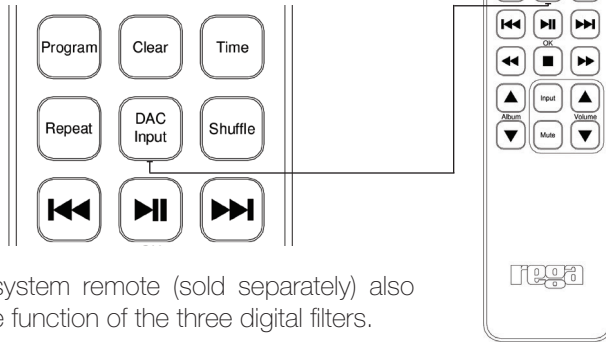 Program Clear Time
Repeat DAC Input Shuffle
OK
Input
Album Volume
Mute
rega
system remote (sold separately) also
e function of the three digital filters.